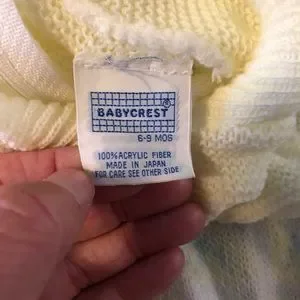 BABYCREST ®
6-9 MOS
100% ACRYLIC FIBER
MADE IN JAPAN
FOR CARE SEE OTHER SIDE